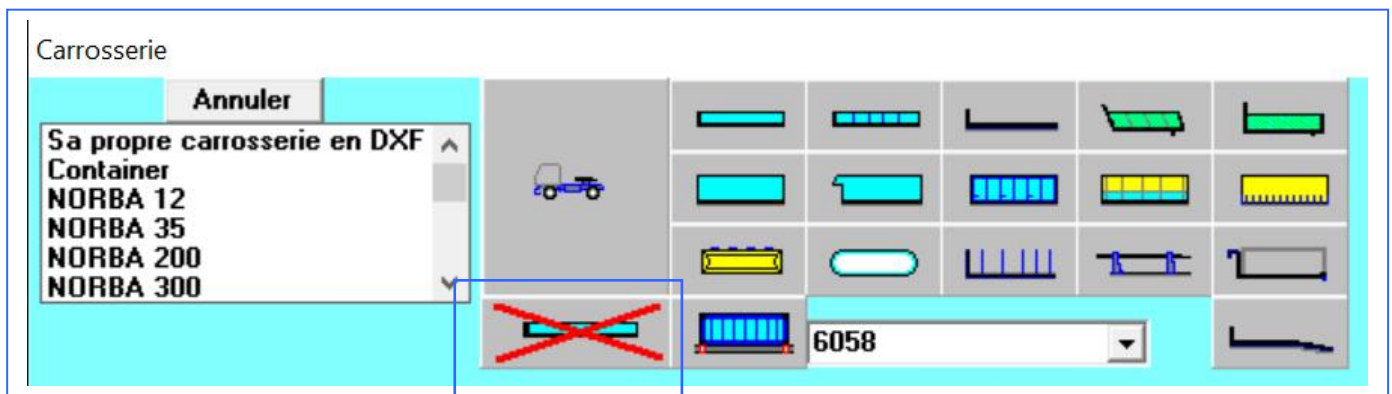 Carrosserie
Annuler
Sa propre carrosserie en DXF
Container
NORBA 12
NORBA 35
NORBA 200
NORBA 300
6058